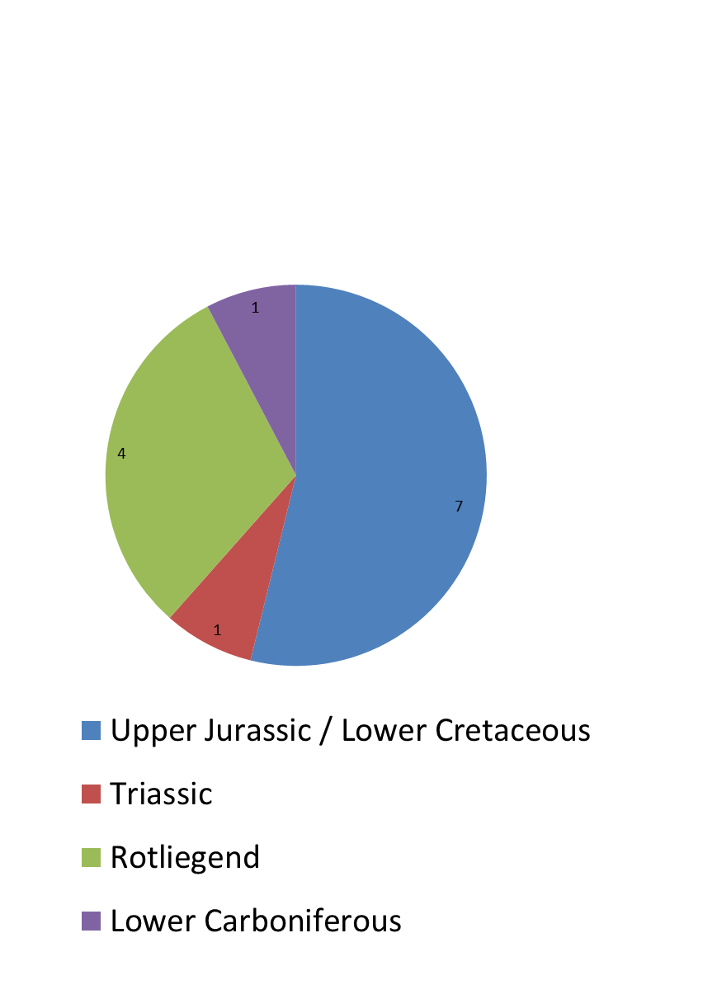 1
4
7
1
Upper Jurassic / Lower Cretaceous
Triassic
Rotliegend
Lower Carboniferous